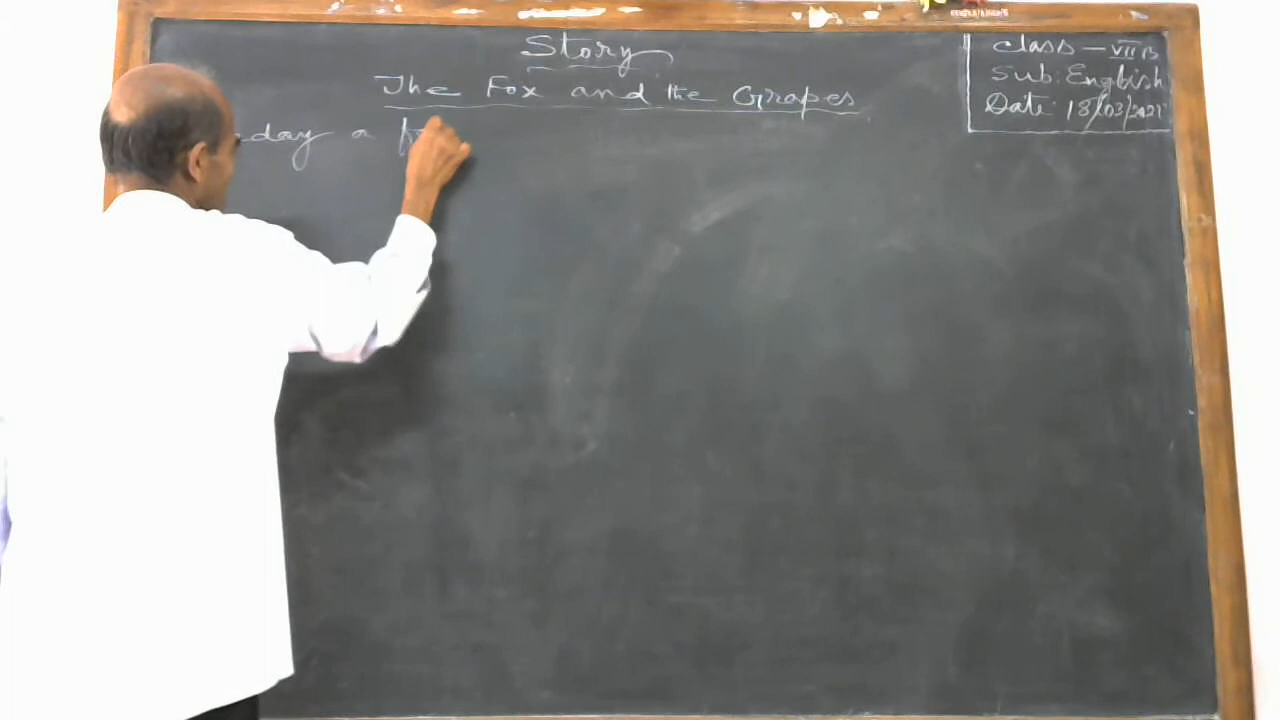 Story
The Fox and the Grapes
Class - VII B
Sub: English
Date: 18/03/2021
day a